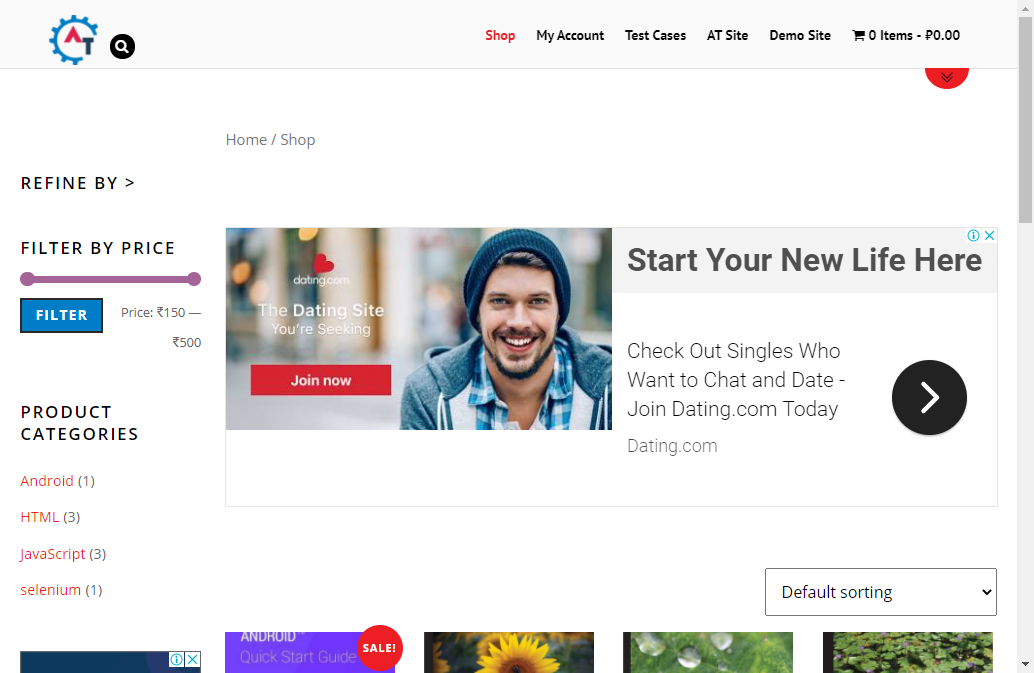 AT
Shop My Account Test Cases AT Site Demo Site 0 Items - ₽0.00
Home / Shop
REFINE BY >
FILTER BY PRICE
FILTER
Price: ₹150 —
₹500
PRODUCT
CATEGORIES
Android (1)
HTML (3)
JavaScript (3)
selenium (1)
dating.com
The Dating Site
You're Seeking
Join now
Start Your New Life Here
Check Out Singles Who
Want to Chat and Date -
Join Dating.com Today
Dating.com
Default sorting
ANDROID
Quick Start Guide
SALE!